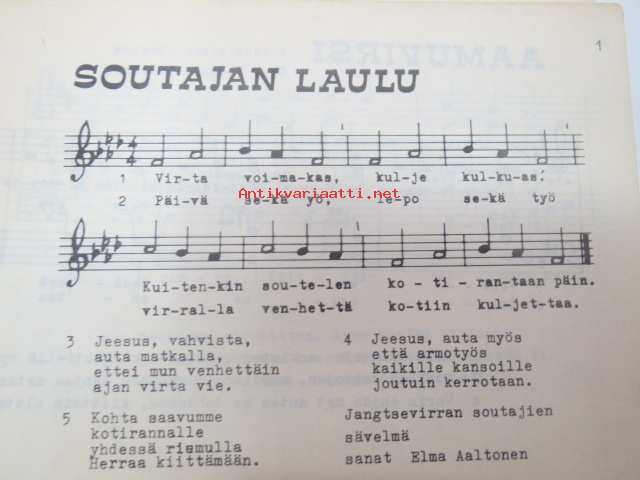 1
SOUTAJAN LAULU
1 Vir-ta voi-ma-kas, kul-je kul-ku-as.
Antikvariaatti.net
2 Päi-vä se-kä yö, le-po se-kä työ
Kui-ten-kin sou-te-len ko-ti-ran-taan päin.
vir-ral-la ven-het-tä ko-tiin kul-jet-taa.
3 Jeesus, vahvista,
auta matkalla,
ettei mun venhettäin
ajan virta vie.
4 Jeesus, auta myös
että armotyös
kaikille kansoille
joutuin kerrotaan.
5 Kohta saavumme
kotirannalle
yhdessä riemulla
Herraa kiittämään.
Jangtsevirran soutajien
sävelmä
sanat Elma Aaltonen